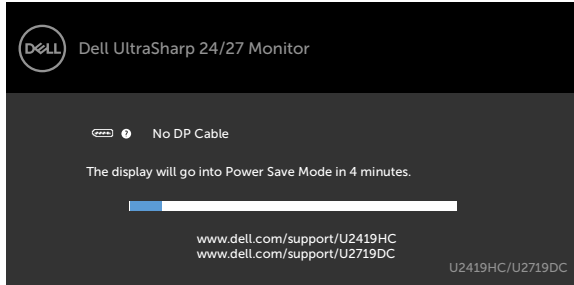 DELL
Dell UltraSharp 24/27 Monitor
? No DP Cable
The display will go into Power Save Mode in 4 minutes.
www.dell.com/support/U2419HC
www.dell.com/support/U2719DC
U2419HC/U2719DC